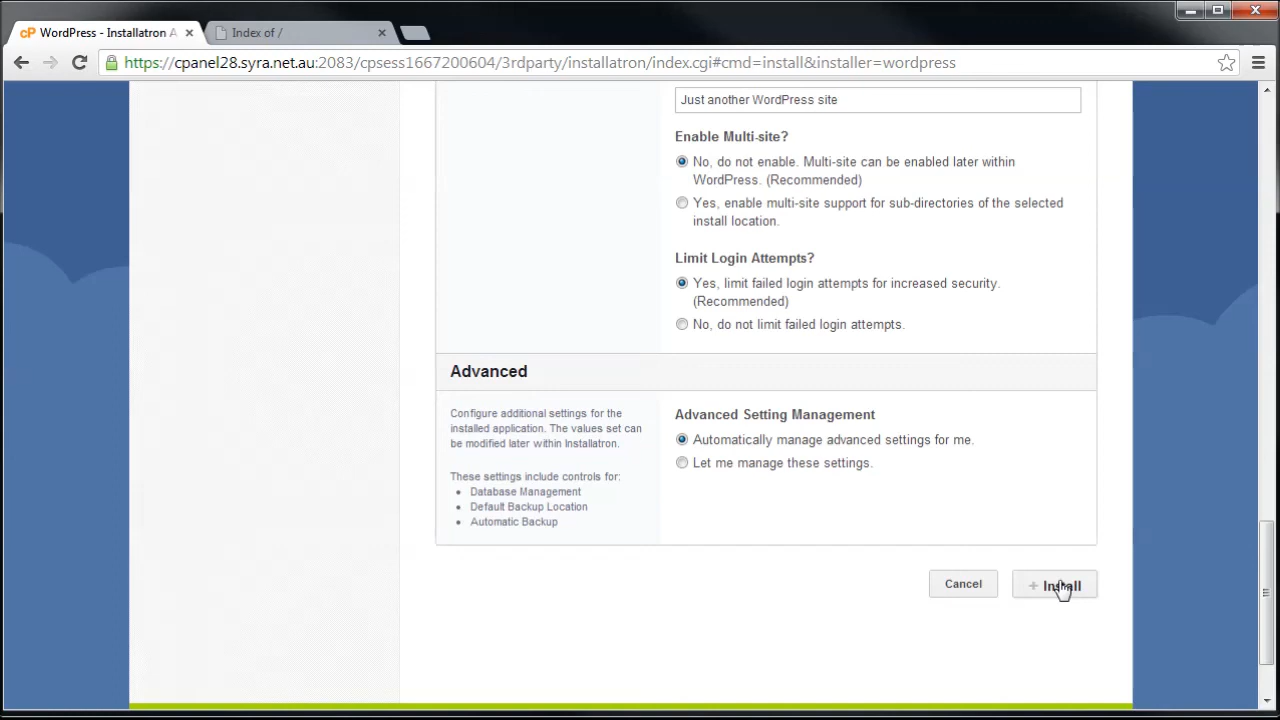 WordPress - Installatron A
Index of /
https://cpanel28.syra.net.au:2083/cpsess1667200604/3rdparty/installatron/index.cgi#cmd=install&installer=wordpress
Just another WordPress site
Enable Multi-site?
No, do not enable. Multi-site can be enabled later within
WordPress. (Recommended)
Yes, enable multi-site support for sub-directories of the selected
install location.
Limit Login Attempts?
Yes, limit failed login attempts for increased security.
(Recommended)
No, do not limit failed login attempts.
Advanced
Configure additional settings for the
installed application. The values set can
be modified later within Installatron.
These settings include controls for:
• Database Management
• Default Backup Location
• Automatic Backup
Advanced Setting Management
Automatically manage advanced settings for me.
Let me manage these settings.
Cancel
+ Install